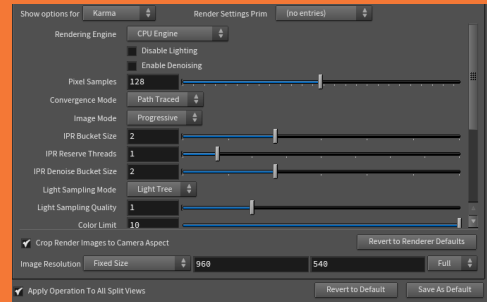 Show options for Karma Render Settings Prim (no entries)
Rendering Engine CPU Engine
Disable Lighting
Enable Denoising
Pixel Samples 128
Convergence Mode Path Traced
Image Mode Progressive
IPR Bucket Size 2
IPR Reserve Threads 1
IPR Denoise Bucket Size 2
Light Sampling Mode Light Tree
Light Sampling Quality 1
Color Limit 10
Crop Render Images to Camera Aspect Revert to Renderer Defaults
Image Resolution Fixed Size 960 540 Full
Apply Operation To All Split Views Revert to Default Save As Default